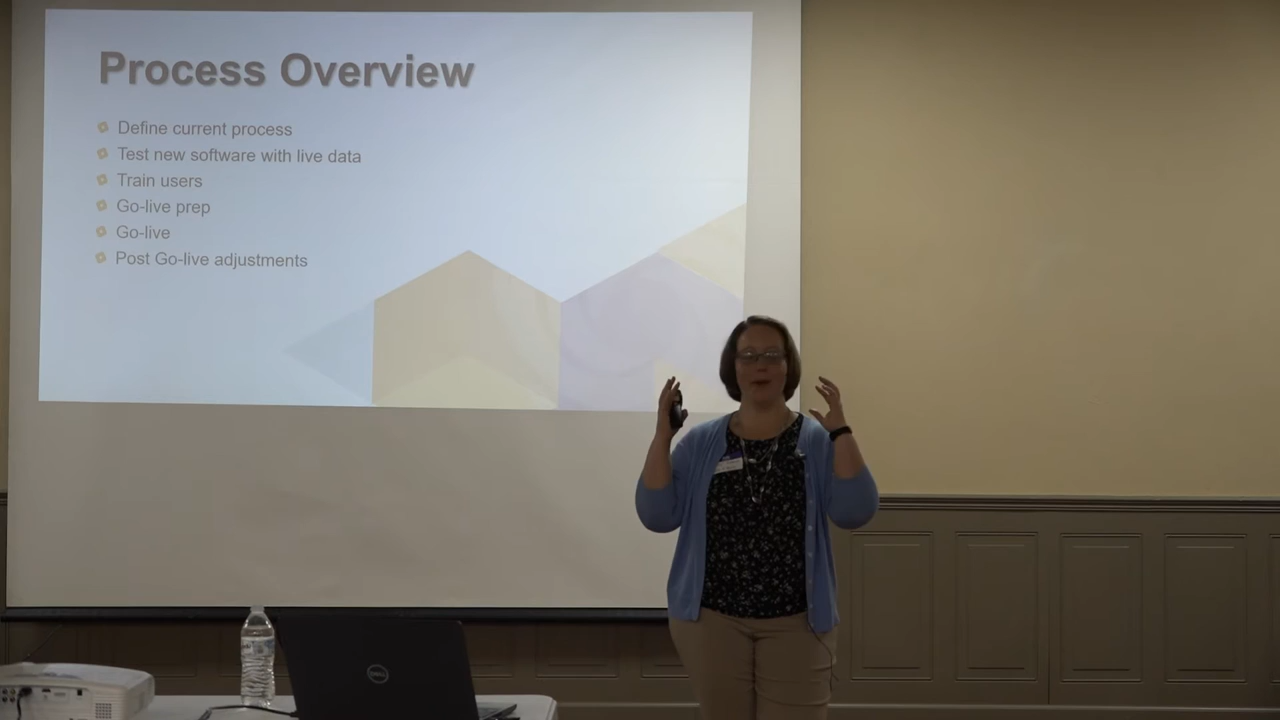 Process Overview
Define current process
Test new software with live data
Train users
Go-live prep
Go-live
Post Go-live adjustments
DELL